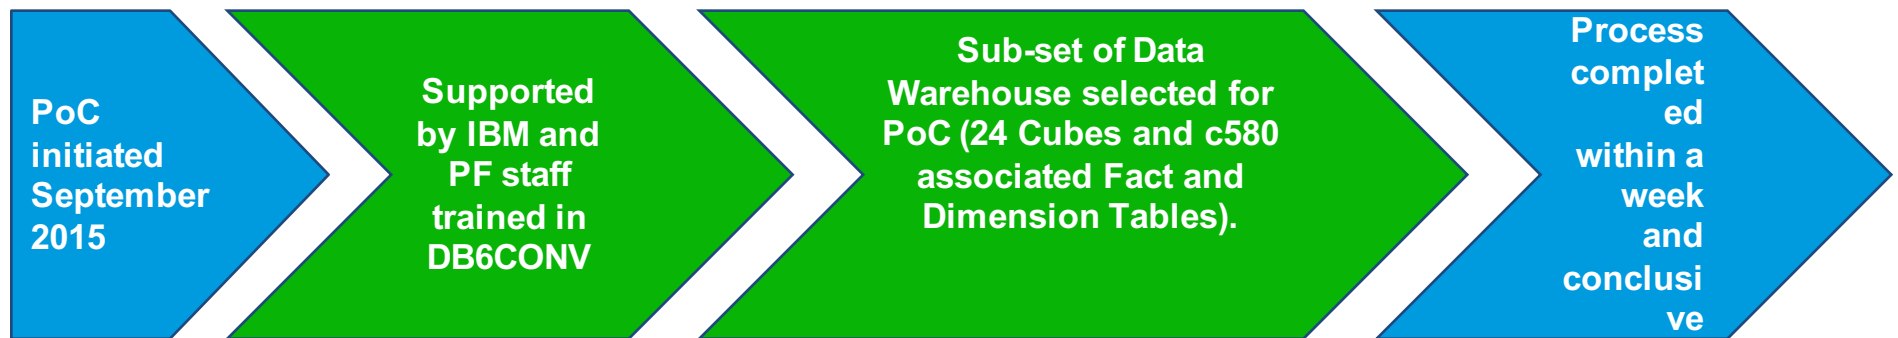 PoC
initiated
September
2015
Supported
by IBM and
PF staff
trained in
DB6CONV
Sub-set of Data
Warehouse selected for
PoC (24 Cubes and c580
associated Fact and
Dimension Tables).
Process
complet
ed
within a
week
and
conclusi
ve